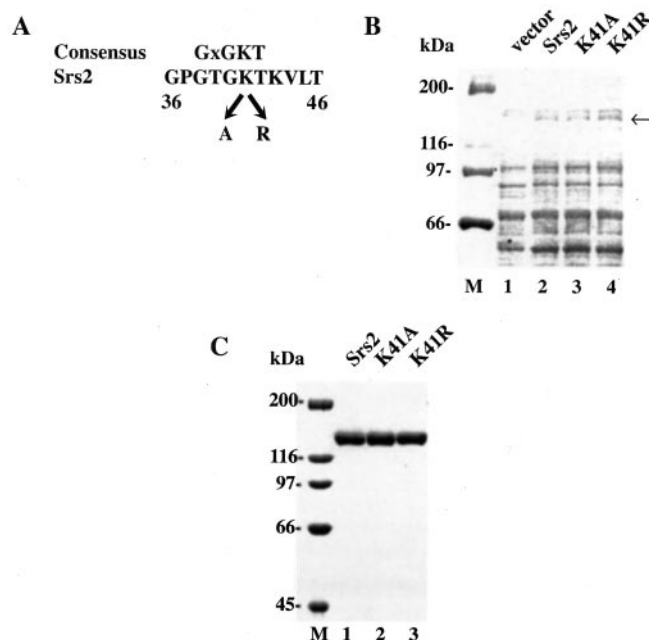 A
Consensus GxGKT
Srs2 GPGTGKTKVLT
36 46
A R
B
kDa
vector Srs2 K41A K41R
200-
116-
97-
66-
M 1 2 3 4
C
kDa
Srs2 K41A K41R
200-
116-
97-
66-
45-
M 1 2 3